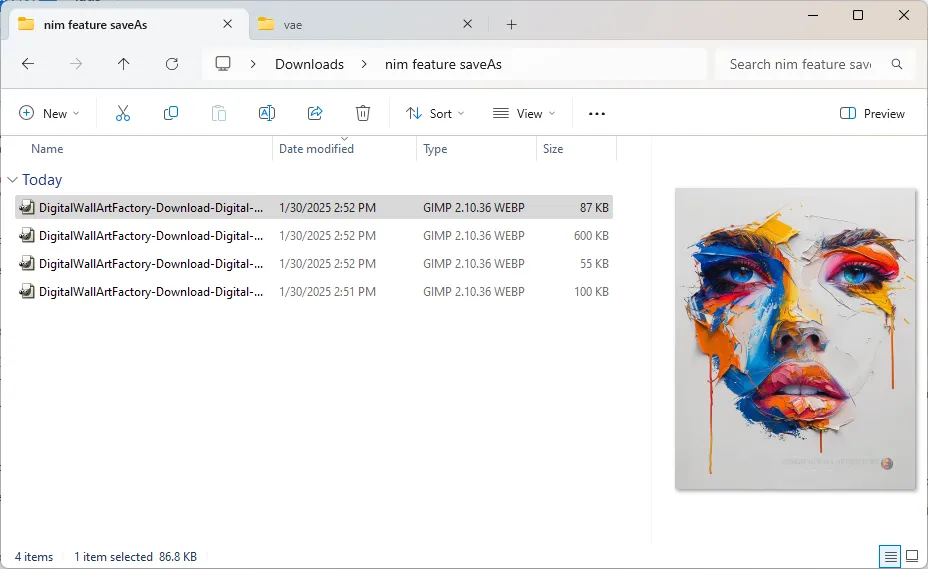 nim feature saveAs
vae
Downloads
nim feature saveAs
Search nim feature sav
New
Sort
View
Preview
Name
Date modified
Type
Size
Today
DigitalWallArtFactory-Download-Digital-... 1/30/2025 2:52 PM GIMP 2.10.36 WEBP 87 KB
DigitalWallArtFactory-Download-Digital-... 1/30/2025 2:52 PM GIMP 2.10.36 WEBP 600 KB
DigitalWallArtFactory-Download-Digital-... 1/30/2025 2:52 PM GIMP 2.10.36 WEBP 55 KB
DigitalWallArtFactory-Download-Digital-... 1/30/2025 2:51 PM GIMP 2.10.36 WEBP 100 KB
4 items 1 item selected 86.8 KB